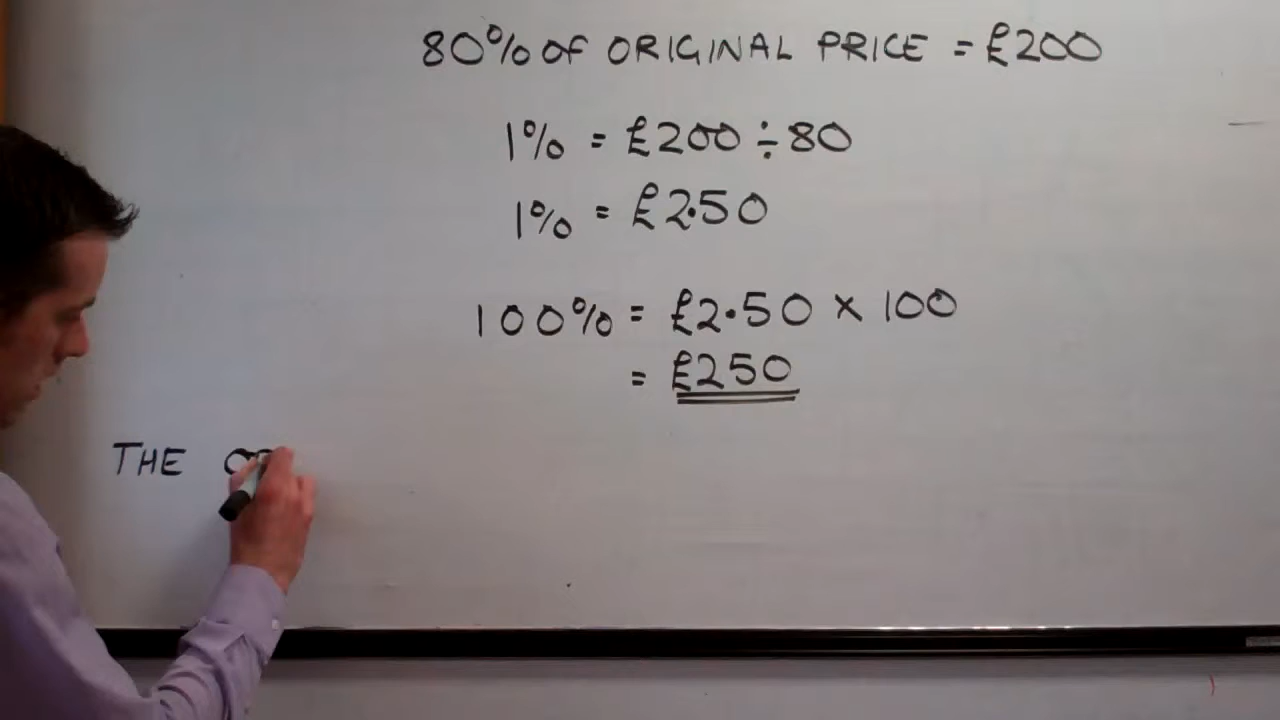 80% OF ORIGINAL PRICE = £200
1% = £200 ÷ 80
1% = £2.50
100% = £2.50 × 100
= £250
THE